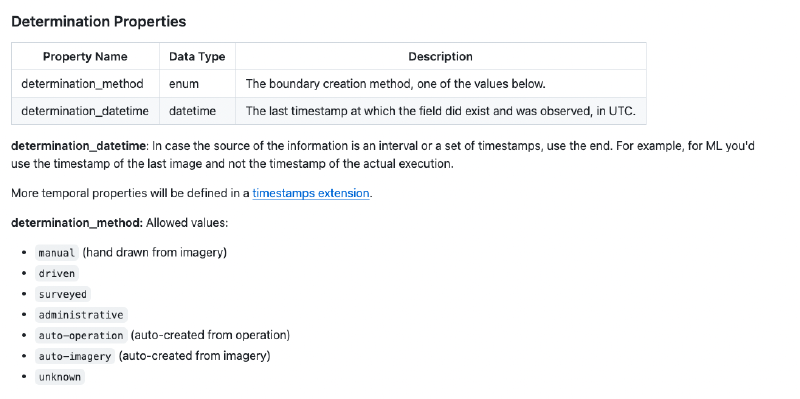 Determination Properties
Property Name Data Type Description
determination_method enum The boundary creation method, one of the values below.
determination_datetime datetime The last timestamp at which the field did exist and was observed, in UTC.
determination_datetime: In case the source of the information is an interval or a set of timestamps, use the end. For example, for ML you'd
use the timestamp of the last image and not the timestamp of the actual execution.
More temporal properties will be defined in a timestamps extension.
determination_method: Allowed values:
• manual (hand drawn from imagery)
• driven
• surveyed
• administrative
• auto-operation (auto-created from operation)
• auto-imagery (auto-created from imagery)
• unknown